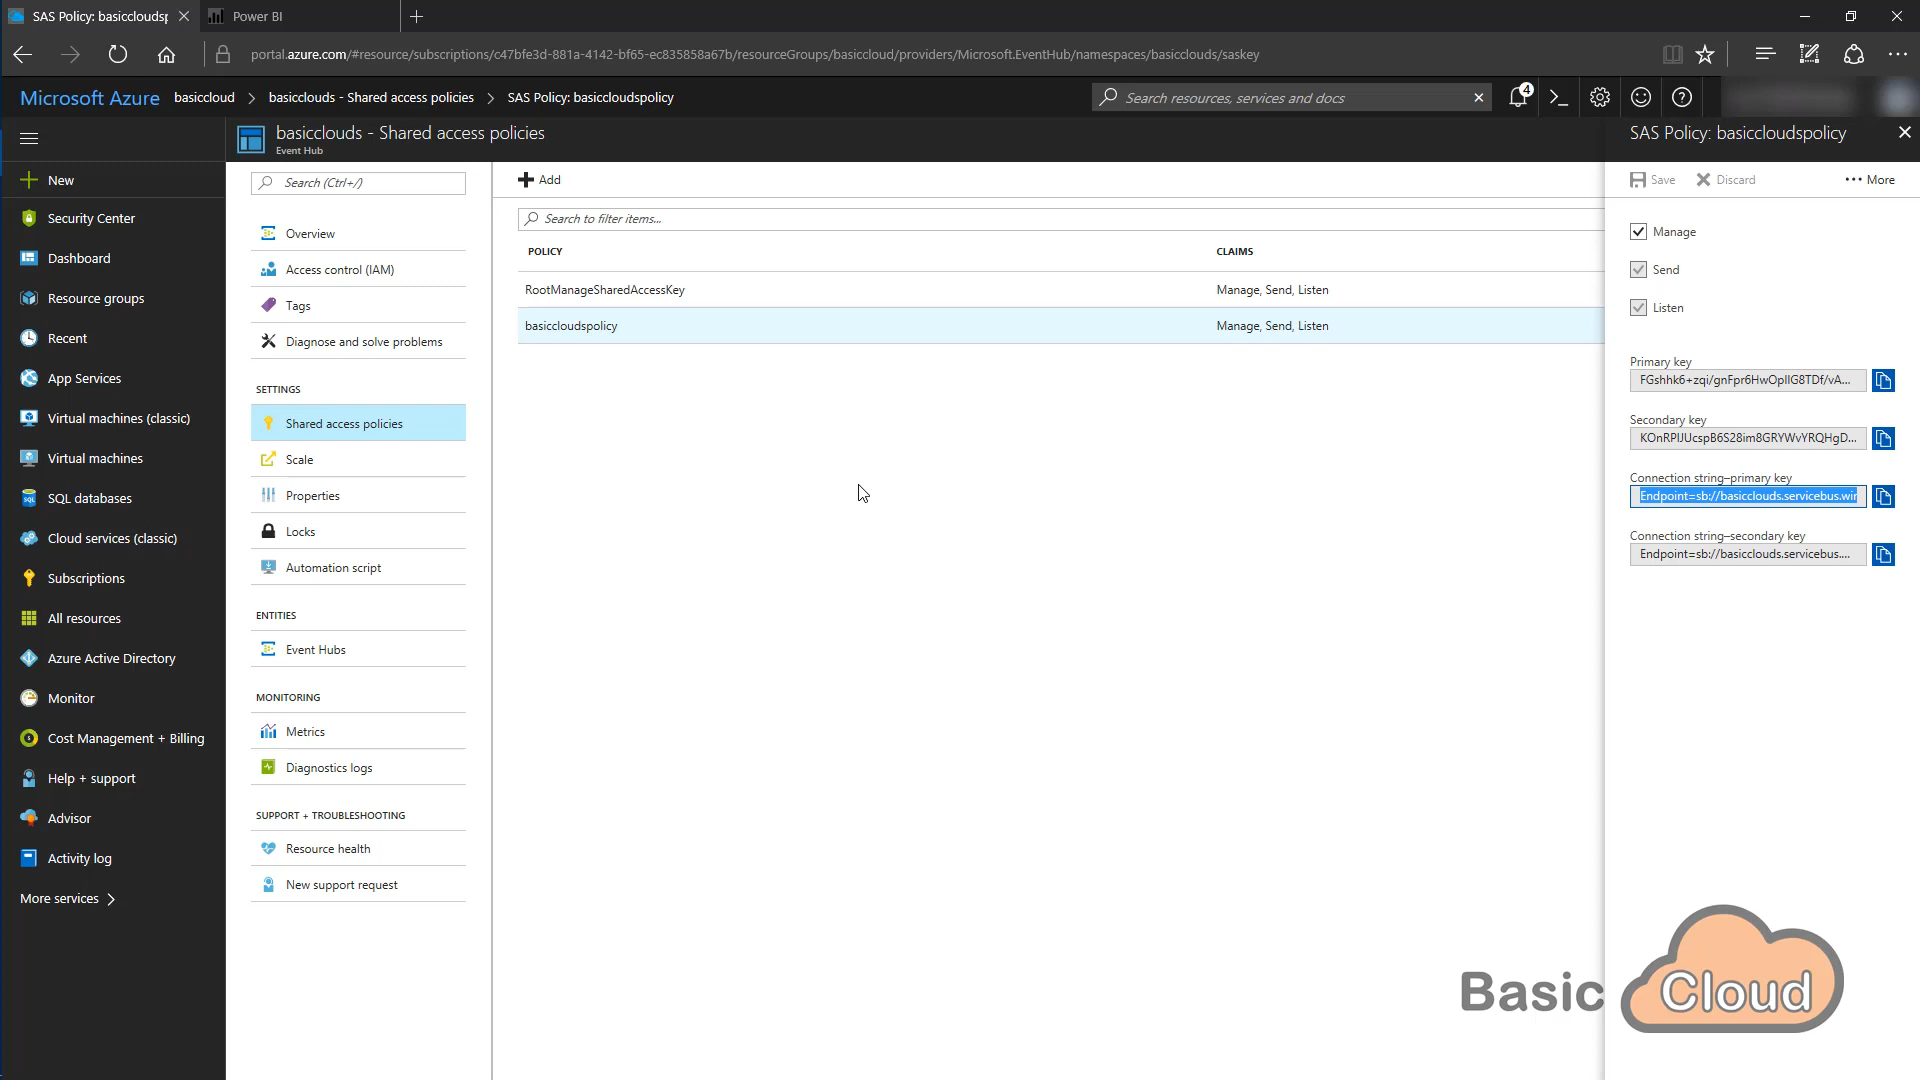 SAS Policy: basiccloudsp
Power BI
portal.azure.com/#resource/subscriptions/c47bfe3d-881a-4142-bf65-ec835858a67b/resourceGroups/basiccloud/providers/Microsoft.EventHub/namespaces/basicclouds/saskey
Microsoft Azure basiccloud > basicclouds - Shared access policies > SAS Policy: basiccloudspolicy
Search resources, services and docs
4
basicclouds - Shared access policies
Event Hub
New
Security Center
Dashboard
Resource groups
Recent
App Services
Virtual machines (classic)
Virtual machines
SQL databases
Cloud services (classic)
Subscriptions
All resources
Azure Active Directory
Monitor
Cost Management + Billing
Help + support
Advisor
Activity log
More services >
Search (Ctrl+/)
Overview
Access control (IAM)
Tags
Diagnose and solve problems
SETTINGS
Shared access policies
Scale
Properties
Locks
Automation script
ENTITIES
Event Hubs
MONITORING
Metrics
Diagnostics logs
SUPPORT + TROUBLESHOOTING
Resource health
New support request
Add
Search to filter items...
POLICY CLAIMS
RootManageSharedAccessKey Manage, Send, Listen
basiccloudspolicy Manage, Send, Listen
SAS Policy: basiccloudspolicy
Save Discard More
Manage
Send
Listen
Primary key
FGshhk6+zqi/gnFpr6HwOpIIG8TDf/vA...
Secondary key
KOnRPIJUcspB6S28im8GRYWvYRQHgD...
Connection string–primary key
Endpoint=sb://basicclouds.servicebus.wir
Connection string–secondary key
Endpoint=sb://basicclouds.servicebus....
Basic Cloud